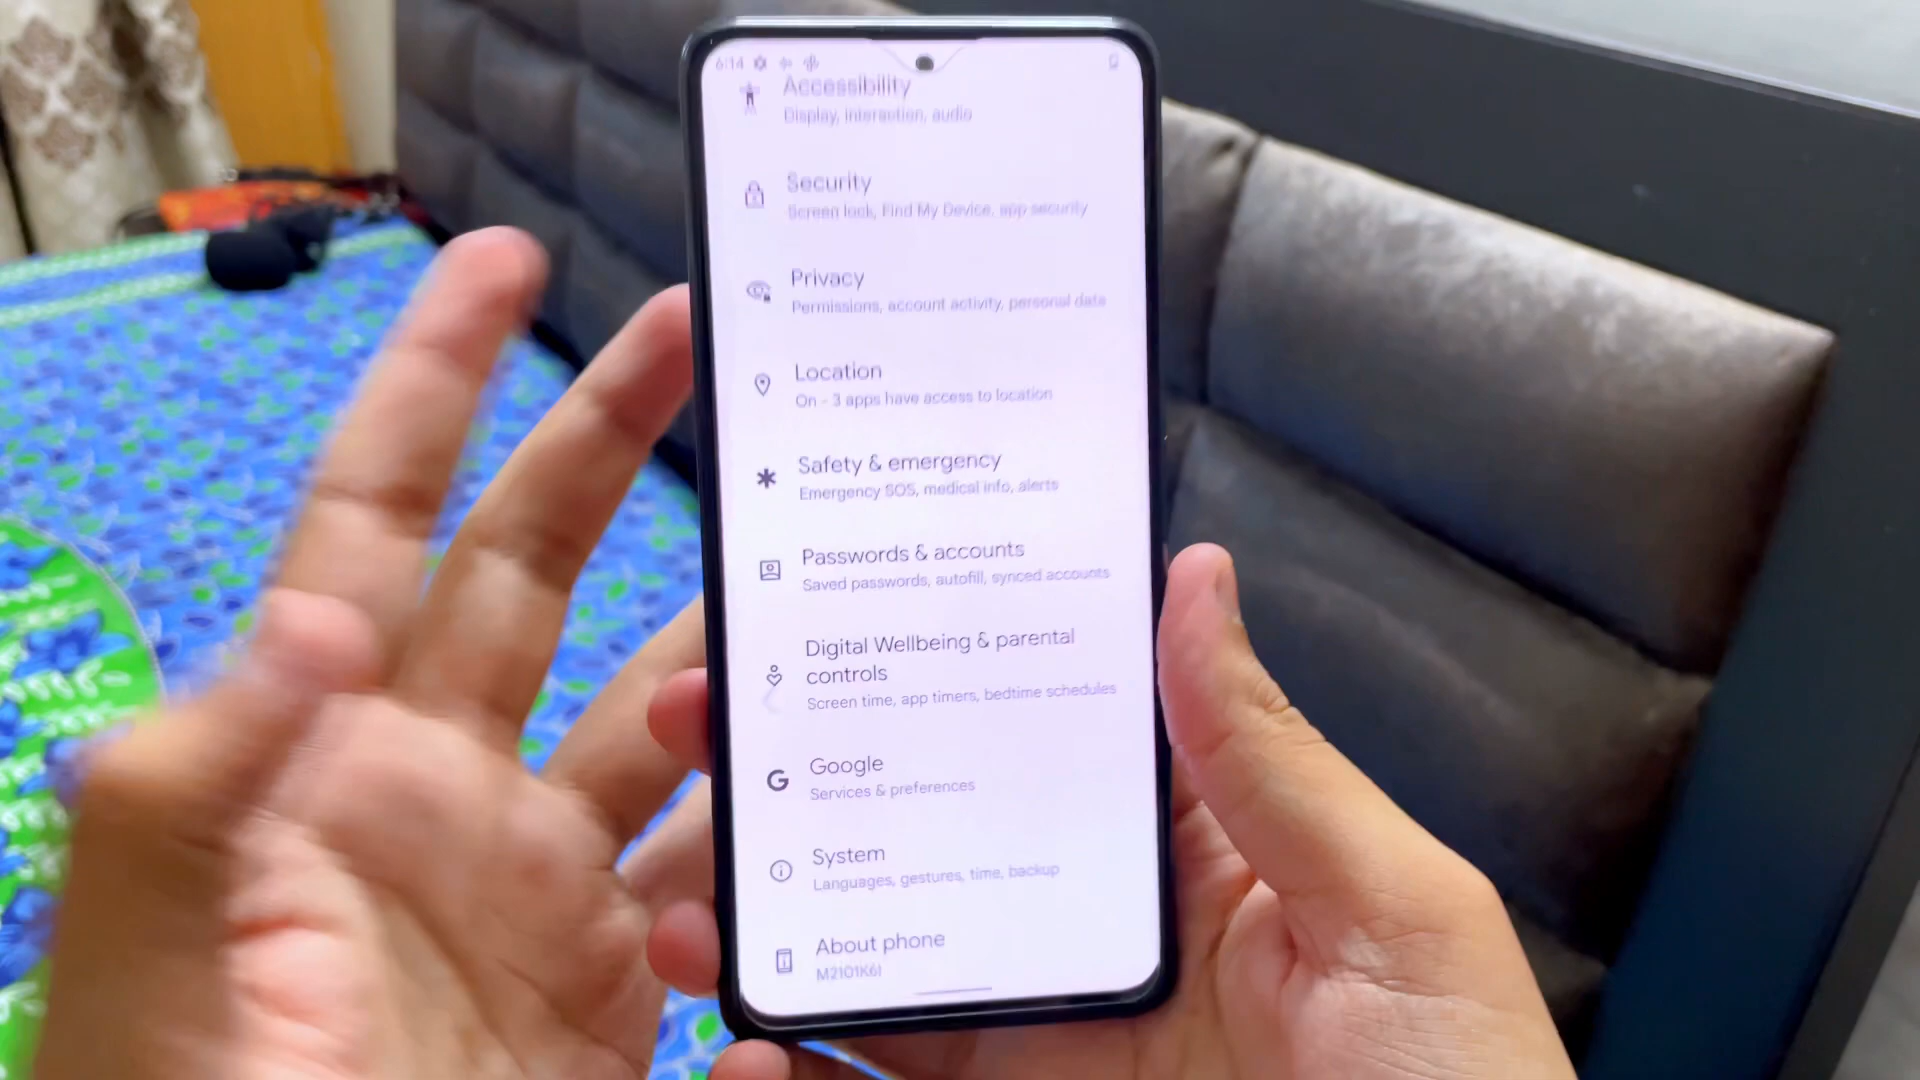 6:14
Accessibility
Display, interaction, audio
Security
Screen lock, Find My Device, app security
Privacy
Permissions, account activity, personal data
Location
On - 3 apps have access to location
Safety & emergency
Emergency SOS, medical info, alerts
Passwords & accounts
Saved passwords, autofill, synced accounts
Digital Wellbeing & parental
controls
Screen time, app timers, bedtime schedules
G
Google
Services & preferences
System
Languages, gestures, time, backup
About phone
M2101K6I